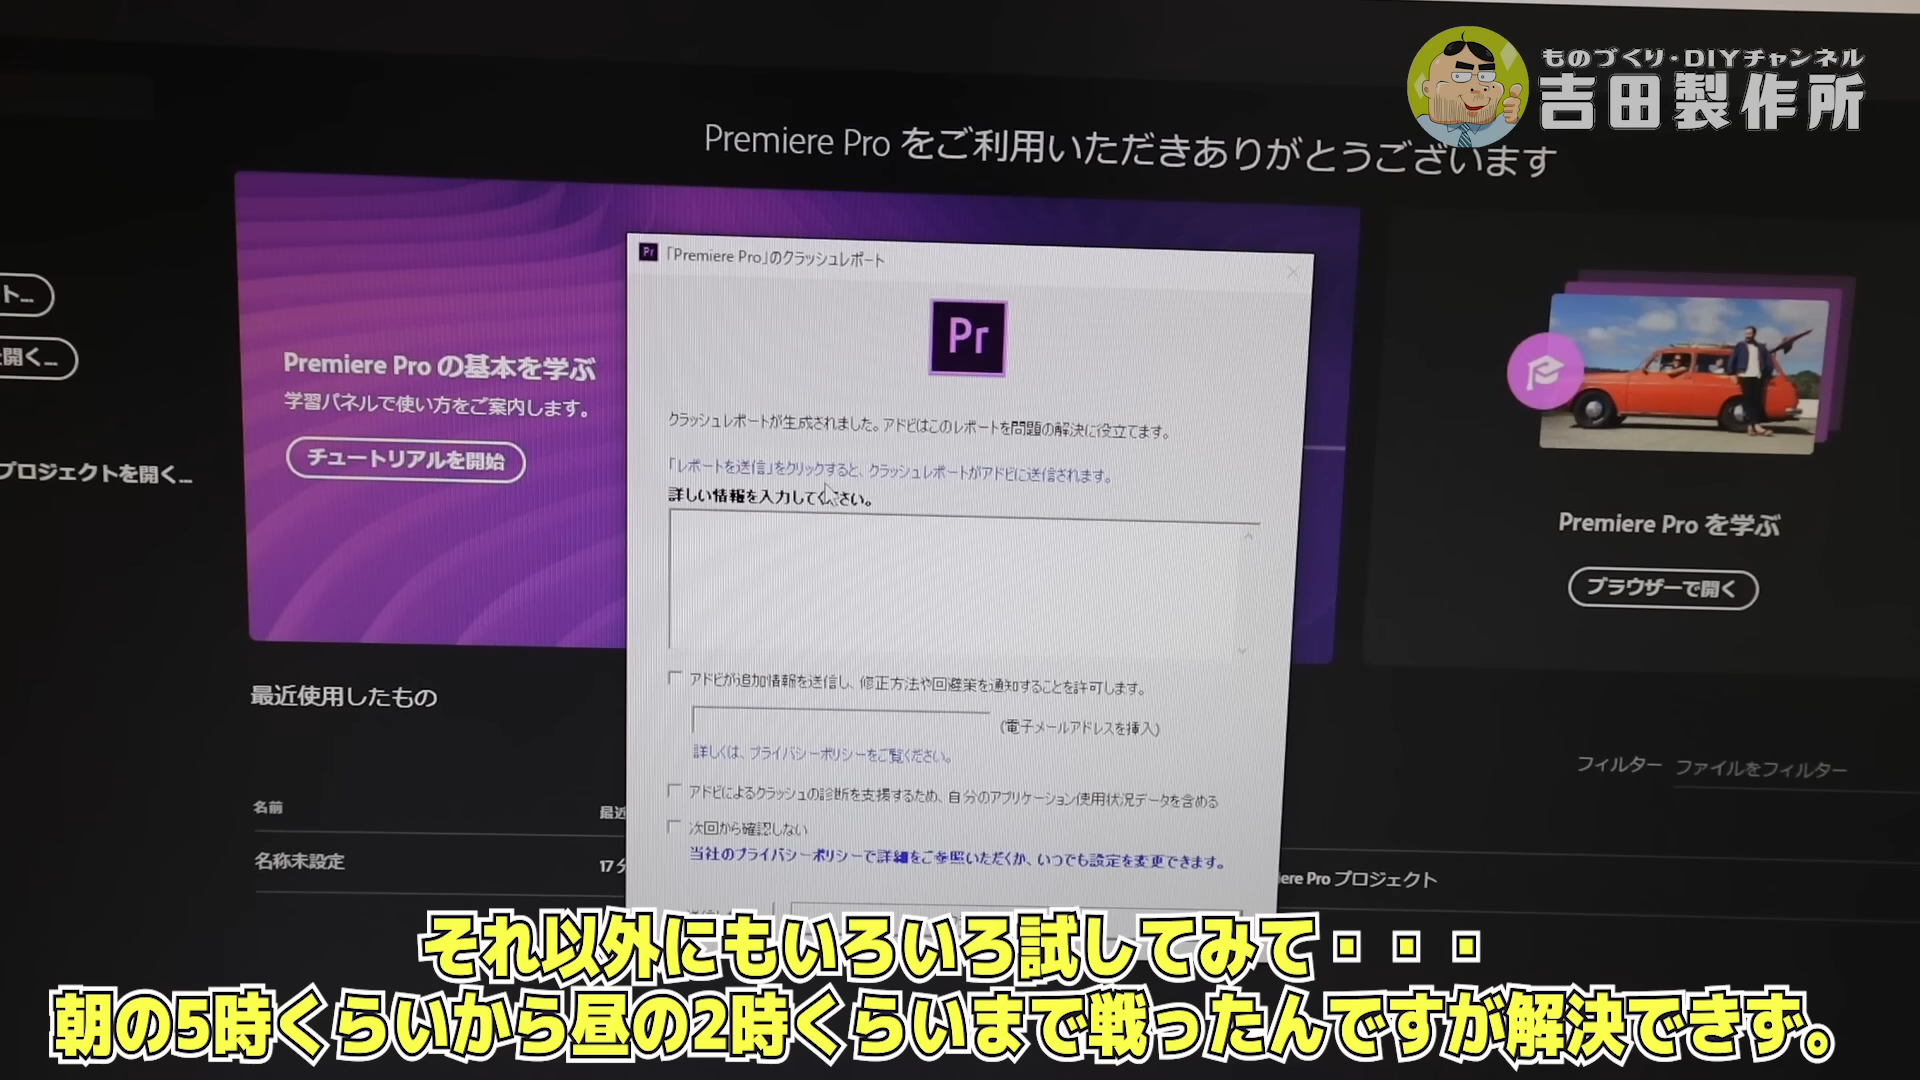 ものづくり・DIYチャンネル
吉田製作所
Premiere Pro をご利用いただきありがとうございます
ト...
開く...
プロジェクトを開く...
Premiere Pro の基本を学ぶ
学習パネルで使い方をご案内します。
チュートリアルを開始
Pr
「Premiere Pro」のクラッシュレポート
Pr
クラッシュレポートが生成されました。アドビはこのレポートを問題の解決に役立てます。
「レポートを送信」をクリックすると、クラッシュレポートがアドビに送信されます。
詳しい情報を入力してください。
アドビが追加情報を送信し、修正方法や回避策を通知することを許可します。
(電子メールアドレスを挿入)
詳しくは、プライバシーポリシーをご覧ください。
アドビによるクラッシュの診断を支援するため、自分のアプリケーション使用状況データを含める
次回から確認しない
当社のプライバシーポリシーで詳細をご参照いただくか、いつでも設定を変更できます。
Premiere Pro を学ぶ
ブラウザーで開く
最近使用したもの
フィルター ファイルをフィルター
名前 最近
名称未設定 17分 iere Pro プロジェクト
それ以外にもいろいろ試してみて・・・
朝の5時くらいから昼の2時くらいまで戦ったんですが解決できず。